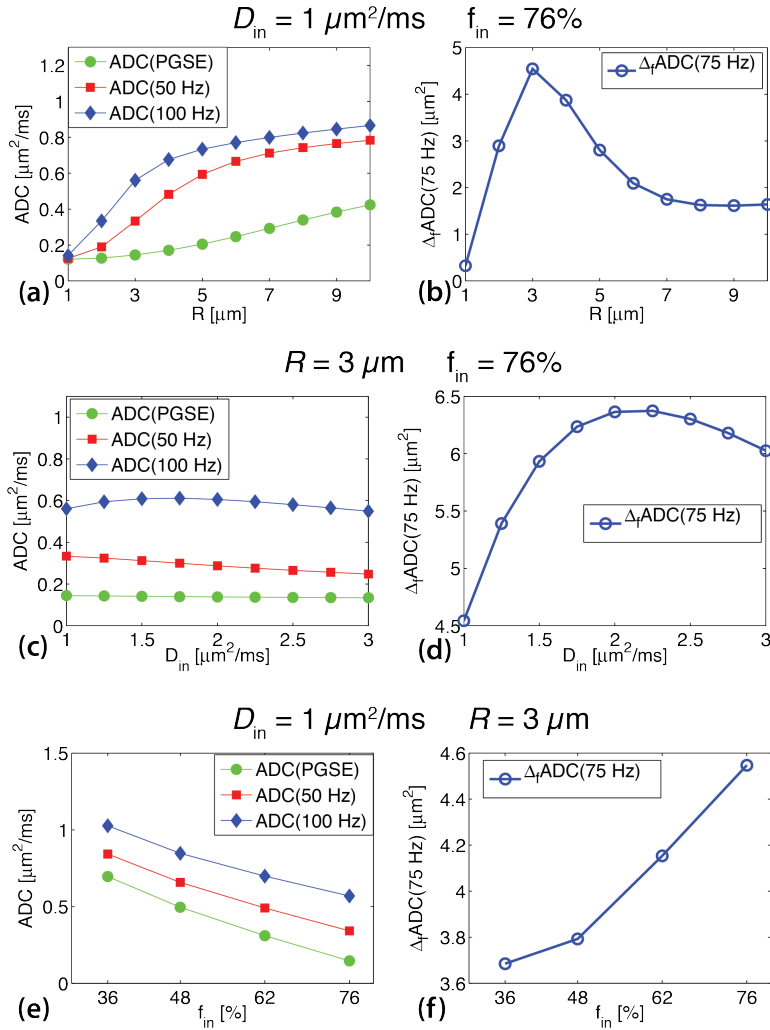 D_in = 1 µm²/ms f_in = 76%
ADC(PGSE)
ADC(50 Hz)
ADC(100 Hz)
ADC [µm²/ms]
1.2
1
0.8
0.6
0.4
0.2
0
1 3 5 7 9
R [µm]
(a)
Δ_fADC(75 Hz)
Δ_fADC(75 Hz) [µm²]
5
4
3
2
1
0
1 3 5 7 9
R [µm]
(b)
R = 3 µm f_in = 76%
ADC(PGSE)
ADC(50 Hz)
ADC(100 Hz)
ADC [µm²/ms]
1
0.8
0.6
0.4
0.2
0
1 1.5 2 2.5 3
D_in [µm²/ms]
(c)
Δ_fADC(75 Hz)
Δ_fADC(75 Hz) [µm²]
6.5
6
5.5
5
4.5
1 1.5 2 2.5 3
D_in [µm²/ms]
(d)
D_in = 1 µm²/ms R = 3 µm
ADC(PGSE)
ADC(50 Hz)
ADC(100 Hz)
ADC [µm²/ms]
1.5
1
0.5
0
36 48 62 76
f_in [%]
(e)
Δ_fADC(75 Hz)
Δ_fADC(75 Hz) [µm²]
4.6
4.4
4.2
4
3.8
3.6
36 48 62 76
f_in [%]
(f)